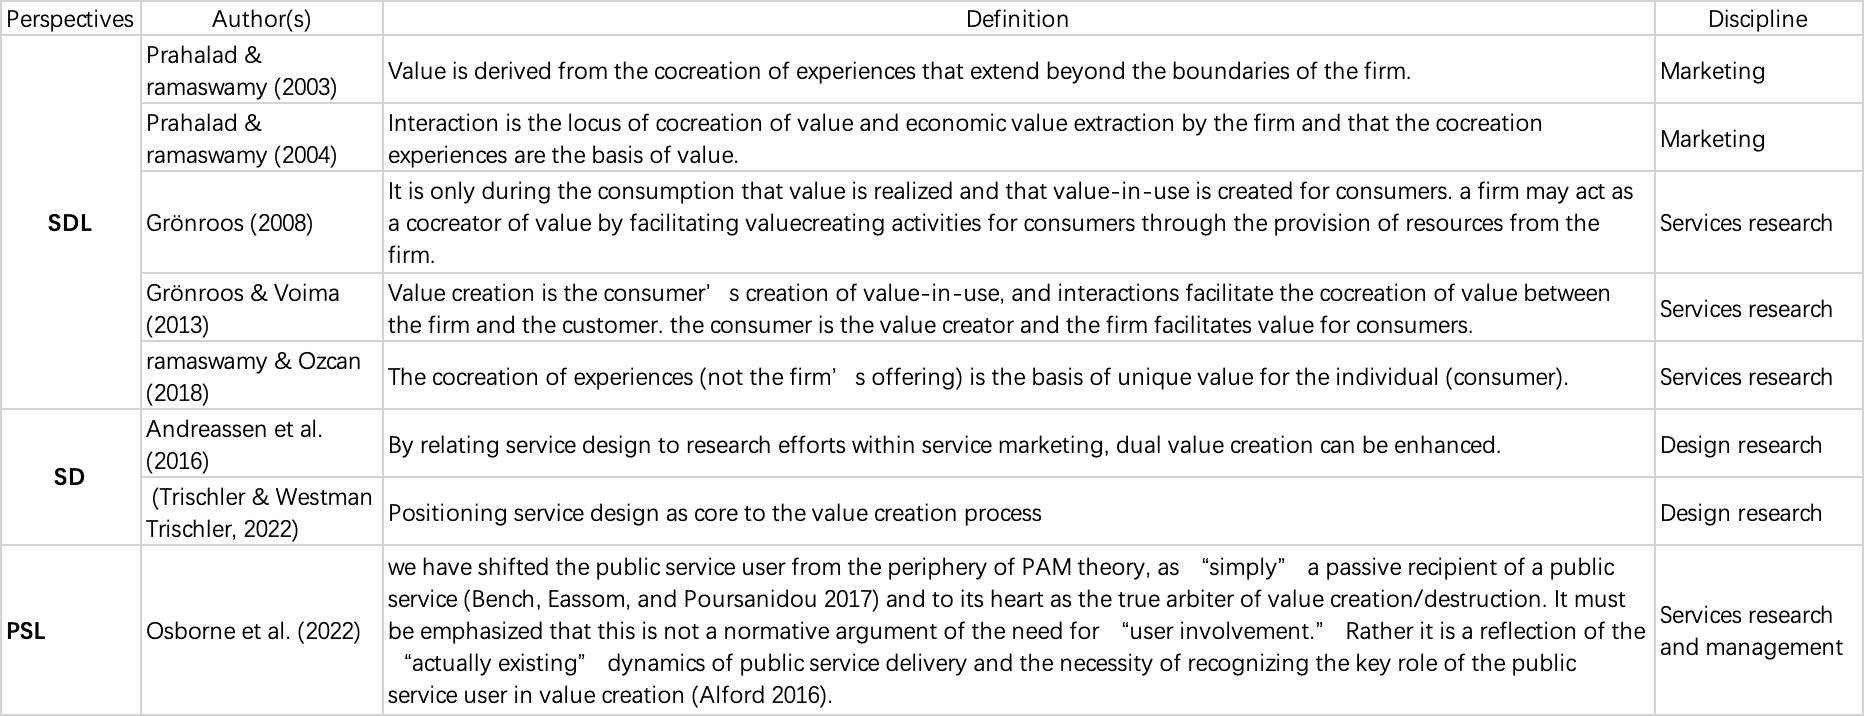 Perspectives Author(s) Definition Discipline
SDL
Prahalad &
ramaswamy (2003)
Value is derived from the cocreation of experiences that extend beyond the boundaries of the firm.
Marketing
Prahalad &
ramaswamy (2004)
Interaction is the locus of cocreation of value and economic value extraction by the firm and that the cocreation
experiences are the basis of value.
Marketing
Grönroos (2008)
It is only during the consumption that value is realized and that value-in-use is created for consumers. a firm may act as
a cocreator of value by facilitating valuecreating activities for consumers through the provision of resources from the
firm.
Services research
Grönroos & Voima
(2013)
Value creation is the consumer’ s creation of value-in-use, and interactions facilitate the cocreation of value between
the firm and the customer. the consumer is the value creator and the firm facilitates value for consumers.
Services research
ramaswamy & Ozcan
(2018)
The cocreation of experiences (not the firm’ s offering) is the basis of unique value for the individual (consumer).
Services research
SD
Andreassen et al.
(2016)
By relating service design to research efforts within service marketing, dual value creation can be enhanced.
Design research
(Trischler & Westman
Trischler, 2022)
Positioning service design as core to the value creation process
Design research
PSL
Osborne et al. (2022)
we have shifted the public service user from the periphery of PAM theory, as “simply” a passive recipient of a public
service (Bench, Eassom, and Poursanidou 2017) and to its heart as the true arbiter of value creation/destruction. It must
be emphasized that this is not a normative argument of the need for “user involvement.” Rather it is a reflection of the
“actually existing” dynamics of public service delivery and the necessity of recognizing the key role of the public
service user in value creation (Alford 2016).
Services research
and management